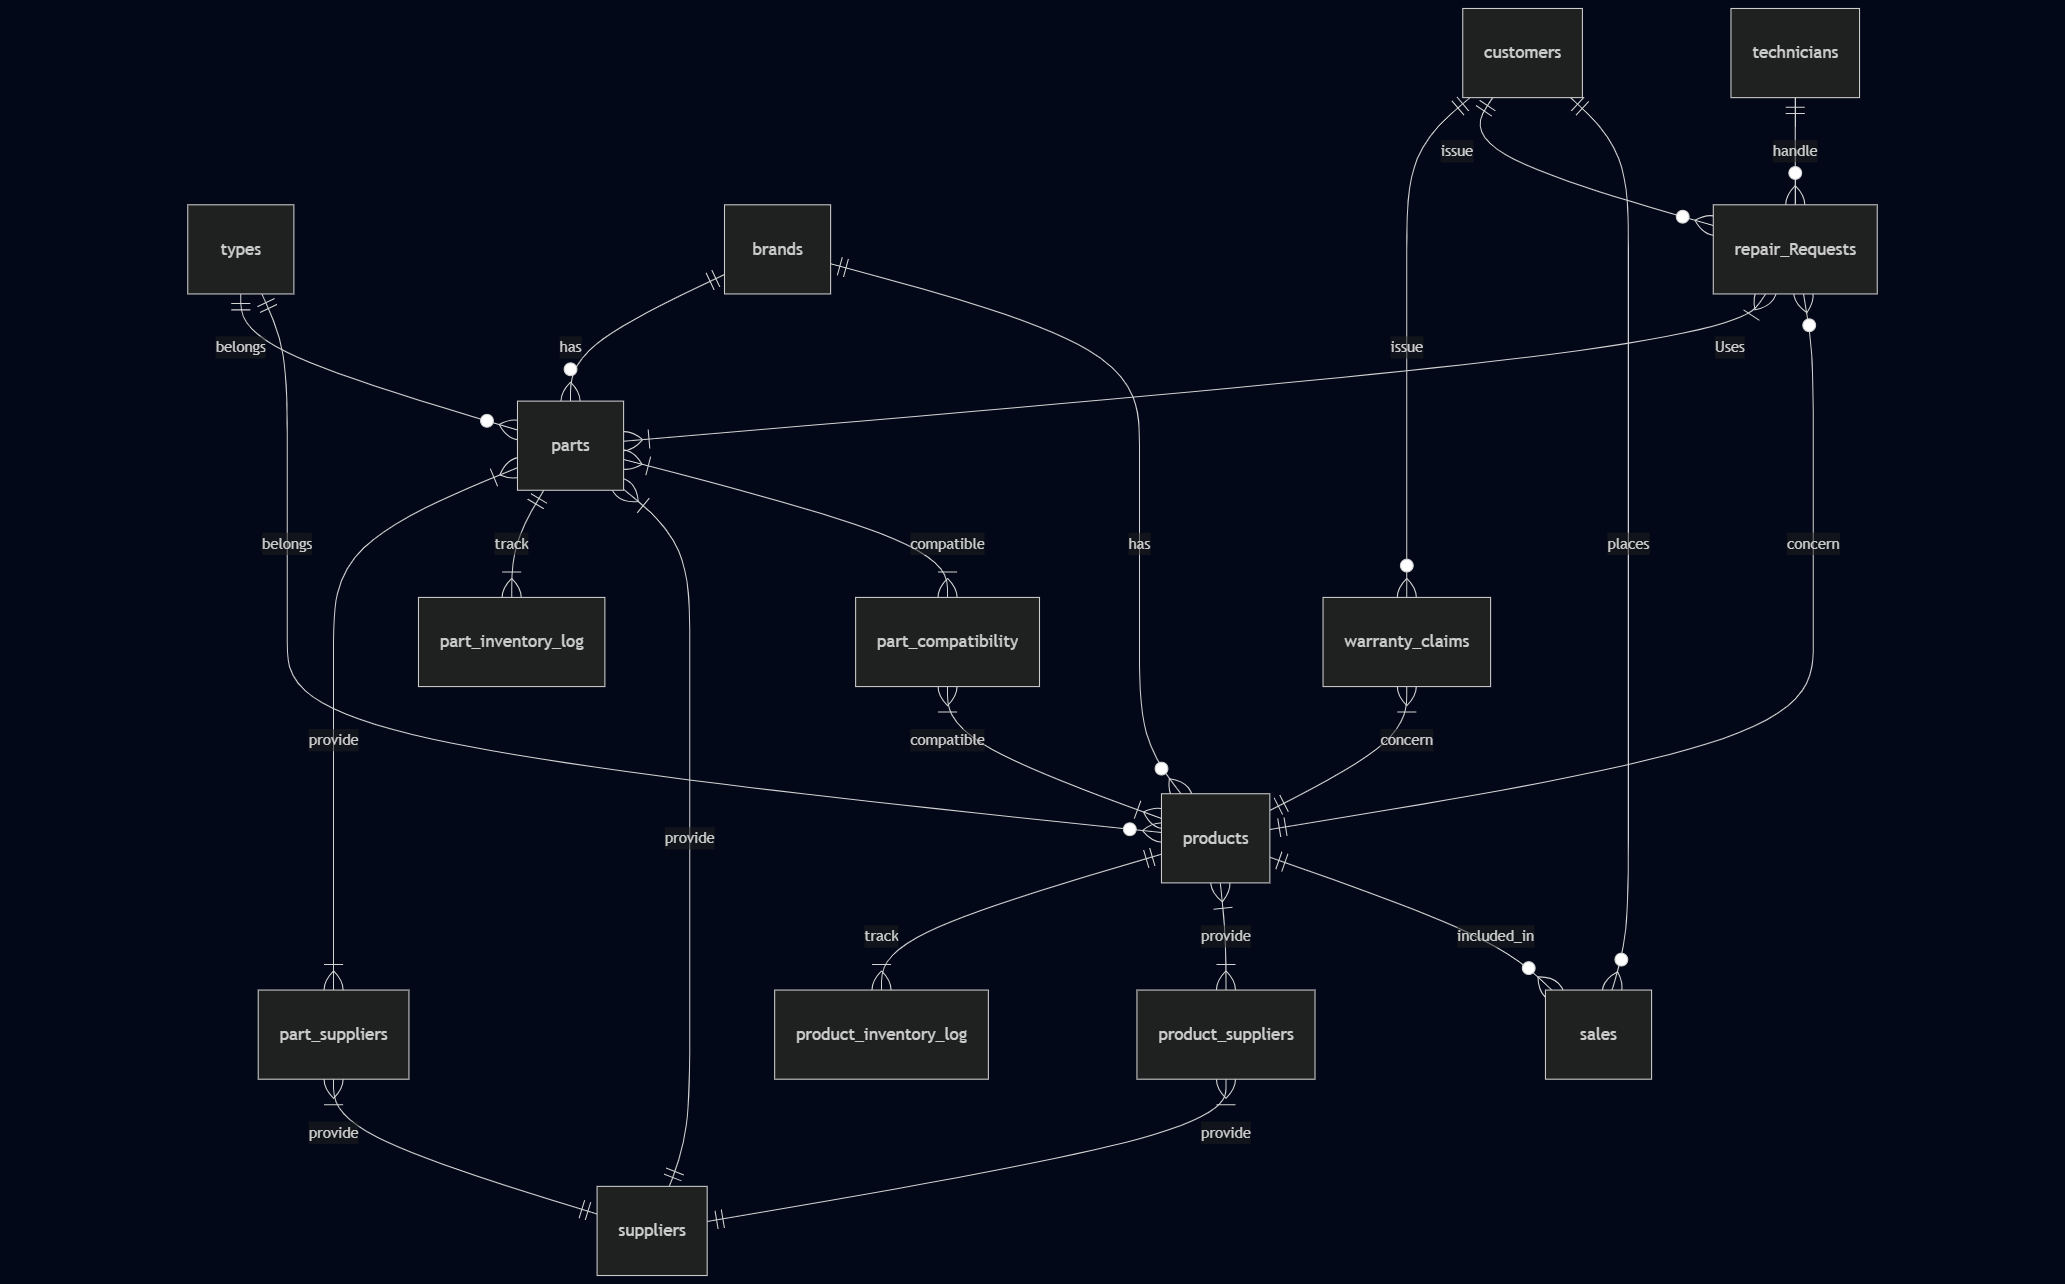 customers
technicians
issue
handle
types
brands
repair_Requests
belongs
has
issue
Uses
parts
belongs
track
compatible
has
places
concern
part_inventory_log
part_compatibility
warranty_claims
provide
compatible
concern
provide
products
track
provide
included_in
part_suppliers
product_inventory_log
product_suppliers
sales
provide
provide
suppliers